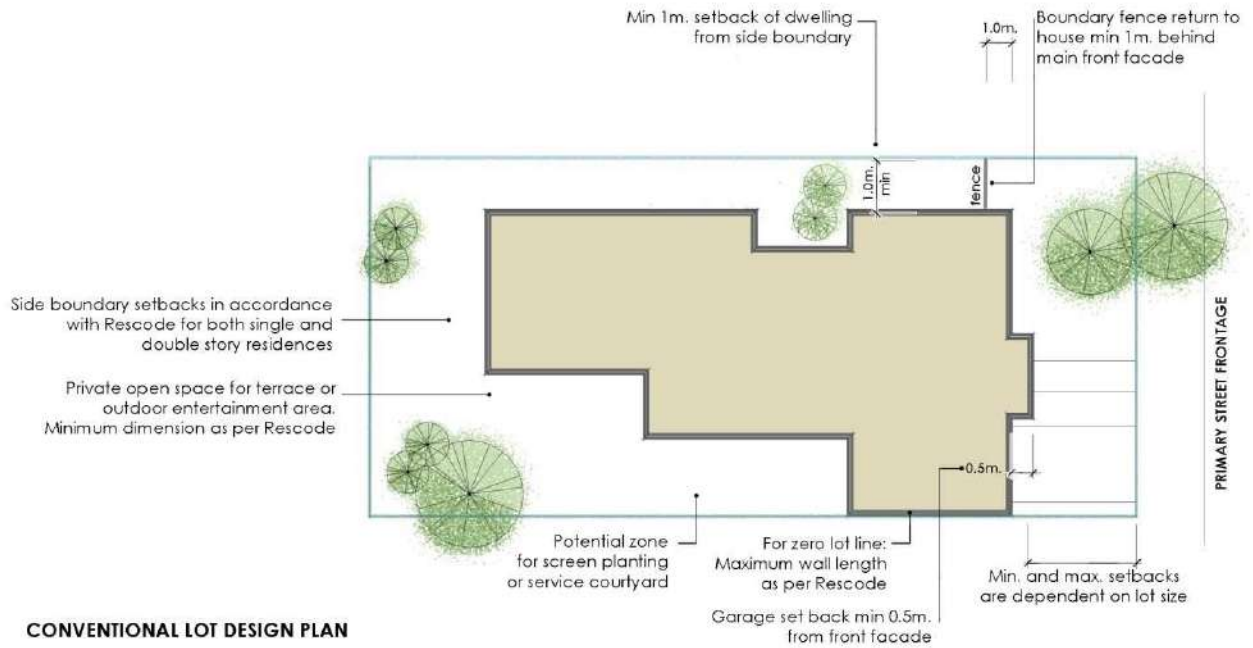 Min 1m. setback of dwelling
from side boundary
1.0m.
Boundary fence return to
house min 1m. behind
main front facade
1.0m.
min
fence
Side boundary setbacks in accordance
with Rescode for both single and
double story residences
Private open space for terrace or
outdoor entertainment area.
Minimum dimension as per Rescode
PRIMARY STREET FRONTAGE
0.5m.
Potential zone
for screen planting
or service courtyard
For zero lot line:
Maximum wall length
as per Rescode
Min. and max. setbacks
are dependent on lot size
Garage set back min 0.5m.
from front facade
CONVENTIONAL LOT DESIGN PLAN